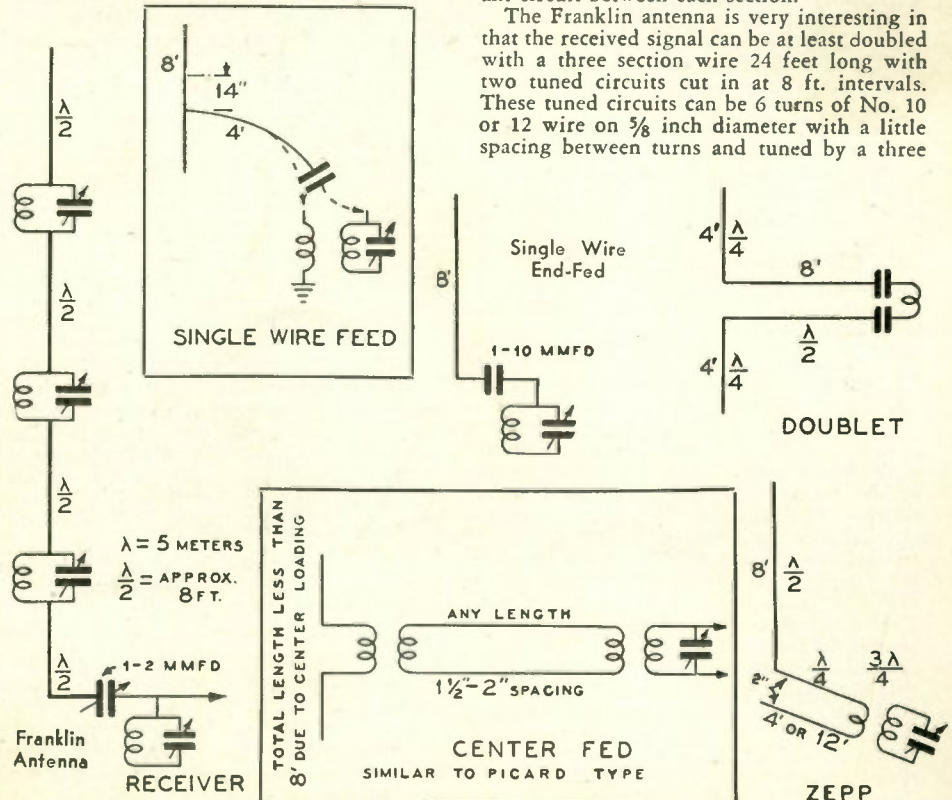 The Franklin antenna is very interesting in
that the received signal can be at least doubled
with a three section wire 24 feet long with
two tuned circuits cut in at 8 ft. intervals.
These tuned circuits can be 6 turns of No. 10
or 12 wire on ⅝ inch diameter with a little
spacing between turns and tuned by a three
λ/2
λ/2
λ/2
λ/2
λ = 5 METERS
λ/2 = APPROX.
8 FT.
1-2 MMFD
Franklin
Antenna
RECEIVER
8'
14"
4'
SINGLE WIRE FEED
8'
Single Wire
End-Fed
1-10 MMFD
4' λ/4
8'
λ/2
4' λ/4
DOUBLET
TOTAL LENGTH LESS THAN
8' DUE TO CENTER LOADING
ANY LENGTH
1½"-2" SPACING
CENTER FED
SIMILAR TO PICARD TYPE
8' λ/2
2"
λ/4
3λ/4
4' OR 12'
ZEPP